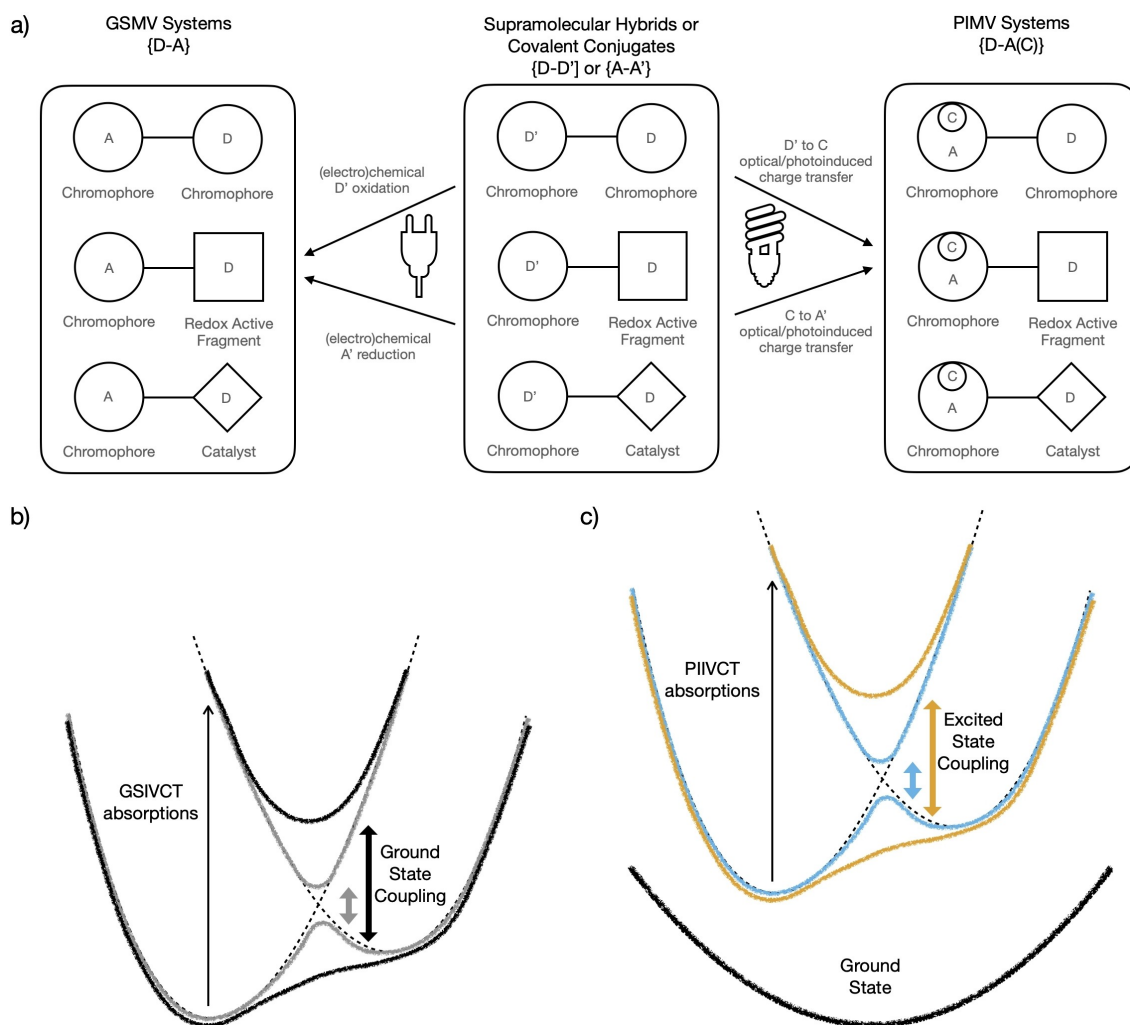 a)
GSMV Systems
{D-A}
Supramolecular Hybrids or
Covalent Conjugates
{D-D'] or {A-A'}
PIMV Systems
{D-A(C)}
A
D
Chromophore
Chromophore
A
D
Chromophore
Redox Active
Fragment
A
D
Chromophore
Catalyst
(electro)chemical
D' oxidation
(electro)chemical
A' reduction
D'
D
Chromophore
Chromophore
D'
D
Chromophore
Redox Active
Fragment
D'
D
Chromophore
Catalyst
D' to C
optical/photoinduced
charge transfer
C to A'
optical/photoinduced
charge transfer
C
A
D
Chromophore
Chromophore
C
A
D
Chromophore
Redox Active
Fragment
C
A
D
Chromophore
Catalyst
b)
GSIVCT
absorptions
Ground
State
Coupling
c)
PIIVCT
absorptions
Excited
State
Coupling
Ground
State